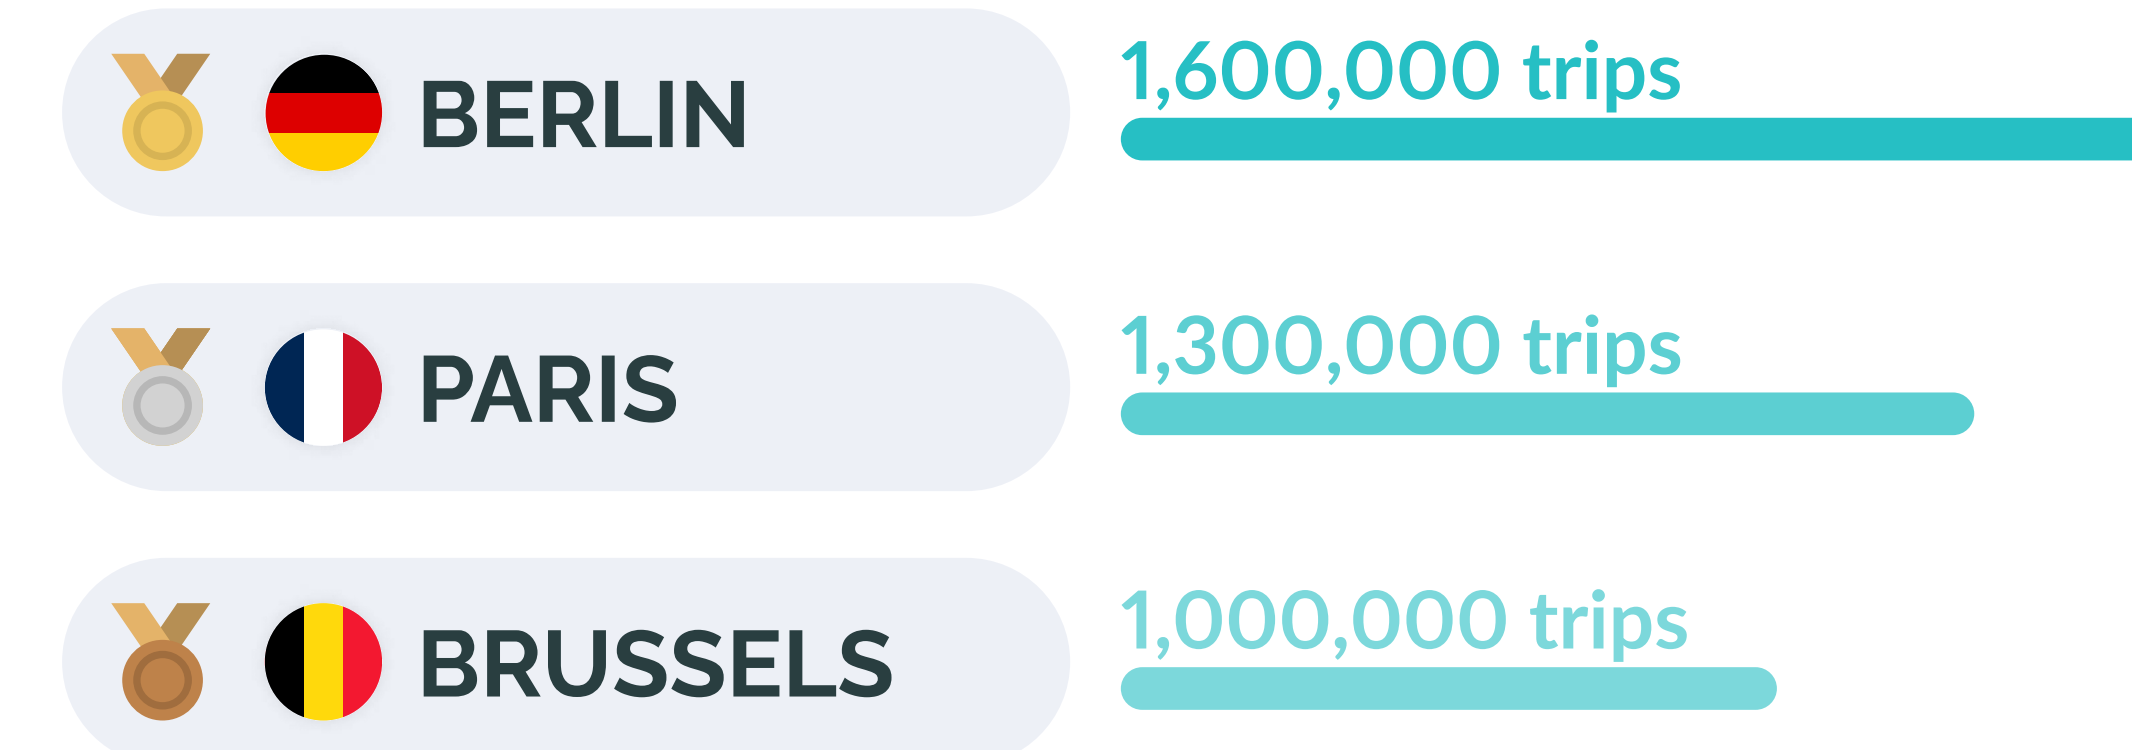 BERLIN
1,600,000 trips
PARIS
1,300,000 trips
BRUSSELS
1,000,000 trips